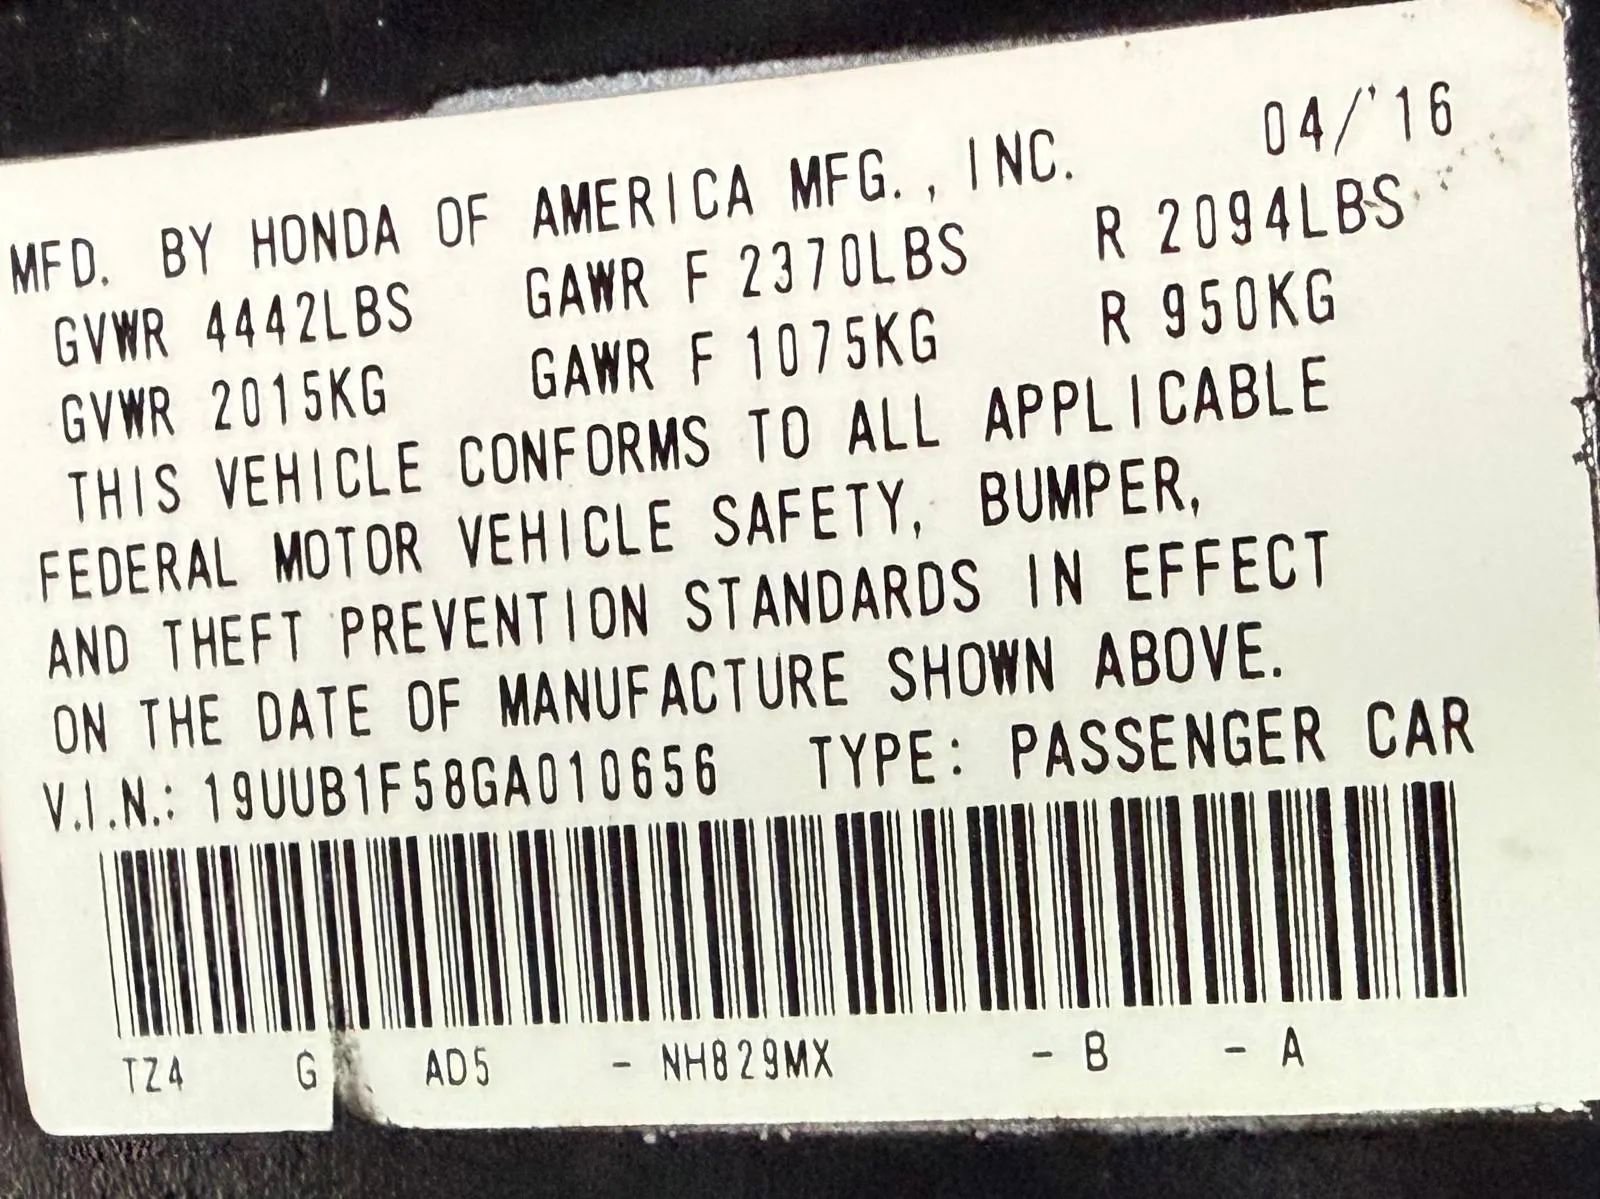 04/'16
MFD. BY HONDA OF AMERICA MFG., INC.
GVWR 4442LBS GAWR F 2370LBS R 2094LBS
GVWR 2015KG GAWR F 1075KG R 950KG
THIS VEHICLE CONFORMS TO ALL APPLICABLE
FEDERAL MOTOR VEHICLE SAFETY, BUMPER,
AND THEFT PREVENTION STANDARDS IN EFFECT
ON THE DATE OF MANUFACTURE SHOWN ABOVE.
V.I.N.: 19UUB1F58GA010656 TYPE: PASSENGER CAR
TZ4 G AD5 - NH829MX - B - A